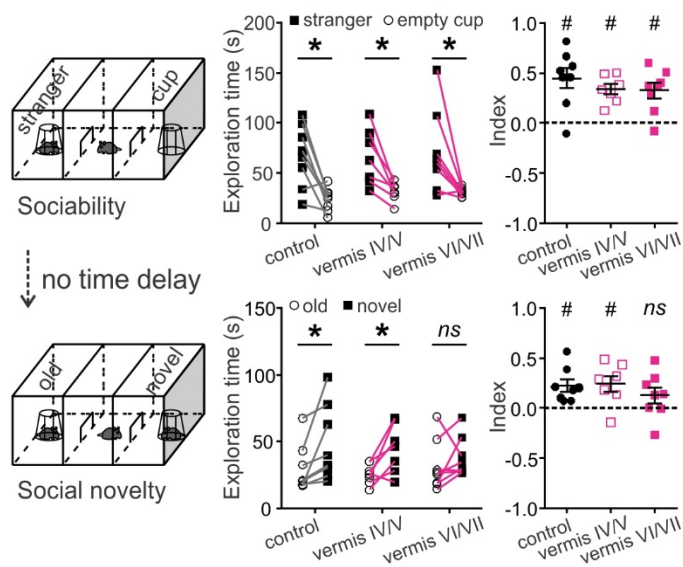 stranger
cup
Sociability
no time delay
old
novel
Social novelty
■ stranger ○ empty cup
200
150
100
50
0
Exploration time (s)
* * *
control
vermis IV/V
vermis VI/VII
# # #
1.0
0.5
0.0
-0.5
-1.0
Index
control
vermis IV/V
vermis VI/VII
○ old ■ novel
150
100
50
0
Exploration time (s)
* * ns
control
vermis IV/V
vermis VI/VII
# # ns
1.0
0.5
0.0
-0.5
-1.0
Index
control
vermis IV/V
vermis VI/VII